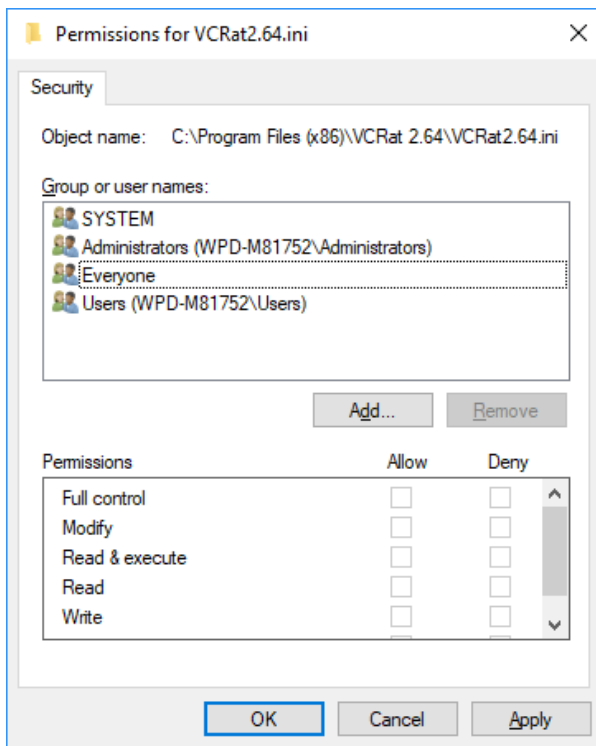 Permissions for VCRat2.64.ini
Security
Object name: C:\Program Files (x86)\VCRat 2.64\VCRat2.64.ini
Group or user names:
SYSTEM
Administrators (WPD-M81752\Administrators)
Everyone
Users (WPD-M81752\Users)
Add... Remove
Permissions Allow Deny
Full control
Modify
Read & execute
Read
Write
OK Cancel Apply